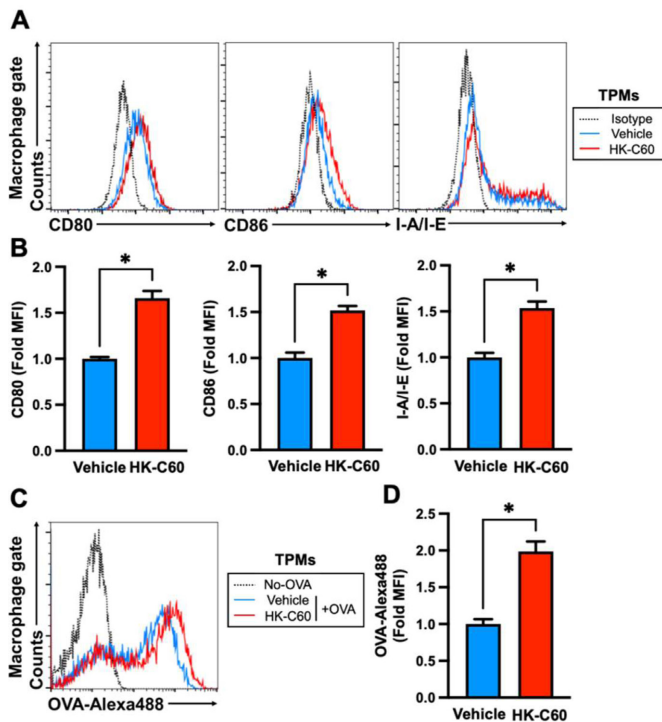 A
Macrophage gate
Counts
CD80
CD86
I-A/I-E
TPMs
Isotype
Vehicle
HK-C60
B
CD80 (Fold MFI)
2.0
1.5
1.0
0.5
0.0
*
Vehicle HK-C60
CD86 (Fold MFI)
2.0
1.5
1.0
0.5
0.0
*
Vehicle HK-C60
I-A/I-E (Fold MFI)
2.0
1.5
1.0
0.5
0.0
*
Vehicle HK-C60
C
Macrophage gate
Counts
OVA-Alexa488
TPMs
No-OVA
Vehicle
HK-C60
+OVA
D
OVA-Alexa488
(Fold MFI)
2.5
2.0
1.5
1.0
0.5
0.0
*
Vehicle HK-C60